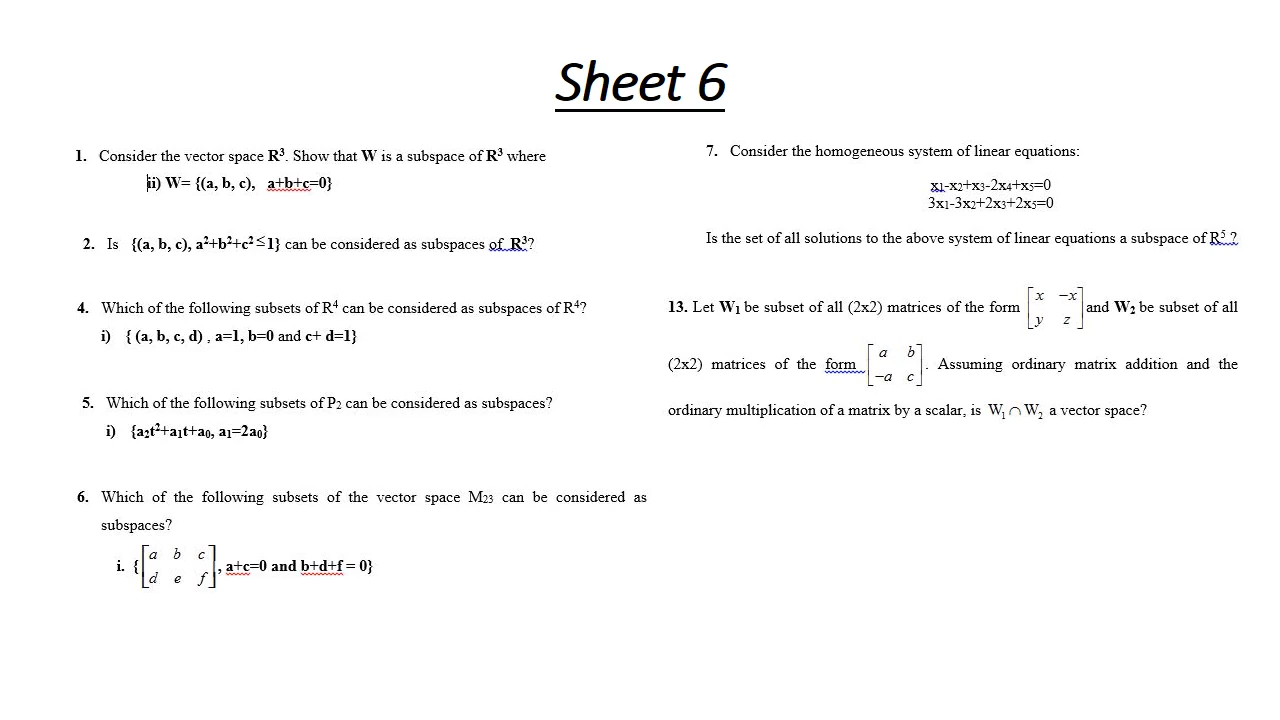 Sheet 6
1. Consider the vector space R³. Show that W is a subspace of R³ where
ii) W= {(a, b, c), a+b+c=0}
2. Is {(a, b, c), a²+b²+c²≤1} can be considered as subspaces of R³?
4. Which of the following subsets of R⁴ can be considered as subspaces of R⁴?
i) { (a, b, c, d) , a=1, b=0 and c+ d=1}
5. Which of the following subsets of P₂ can be considered as subspaces?
i) {a₂t²+a₁t+a₀, a₁=2a₀}
6. Which of the following subsets of the vector space M₂₃ can be considered as
subspaces?
i. { [a b c
d e f] , a+c=0 and b+d+f = 0}
7. Consider the homogeneous system of linear equations:
x₁-x₂+x₃-2x₄+x₅=0
3x₁-3x₂+2x₃+2x₅=0
Is the set of all solutions to the above system of linear equations a subspace of R⁵ ?
13. Let W₁ be subset of all (2x2) matrices of the form [x −x
y z] and W₂ be subset of all
(2x2) matrices of the form [a b
−a c] . Assuming ordinary matrix addition and the
ordinary multiplication of a matrix by a scalar, is W₁∩W₂ a vector space?